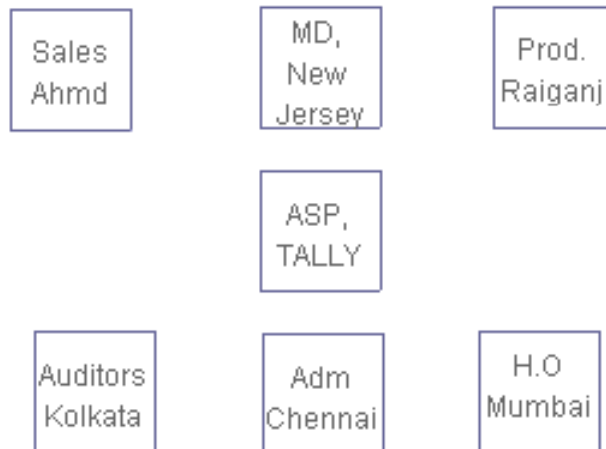 Sales
Ahmd
MD,
New
Jersey
Prod.
Raiganj
ASP,
TALLY
Auditors
Kolkata
Adm
Chennai
H.O
Mumbai